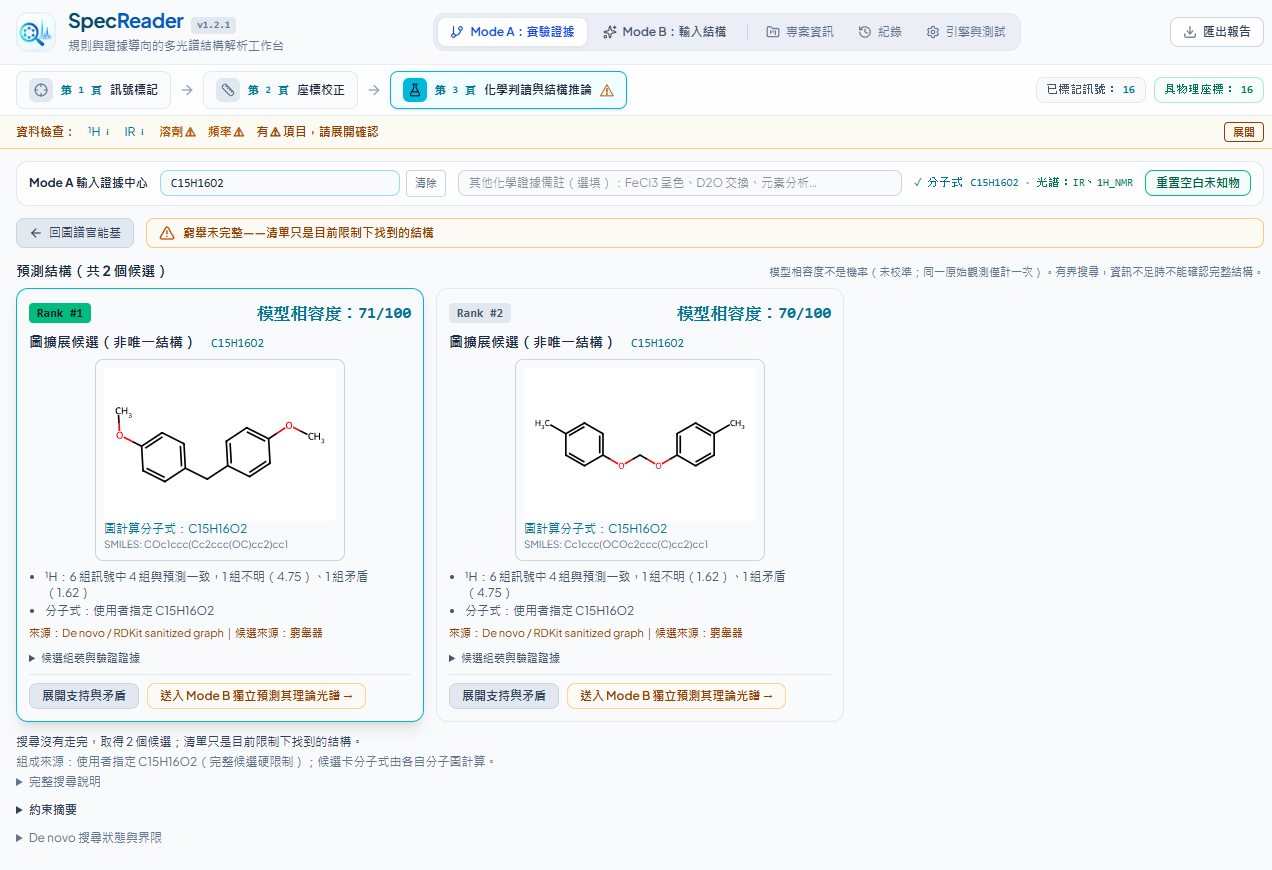 SpecReader v1.2.1
規則與證據導向的多光譜結構解析工作台
Mode A：實驗證據
Mode B：輸入結構
專案資訊
紀錄
引擎與測試
匯出報告
第 1 頁 訊號標記
第 2 頁 座標校正
第 3 頁 化學判讀與結構推論
已標記訊號： 16
具物理座標： 16
資料檢查： ¹H i IR i 溶劑⚠ 頻率⚠ 有⚠項目，請展開確認
展開
Mode A 輸入證據中心
C15H16O2
清除
其他化學證據備註（選填）：FeCl3 呈色、D2O 交換、元素分析…
✓ 分子式 C15H16O2 · 光譜：IR、1H_NMR
重置空白未知物
← 回圖譜官能基
窮舉未完整——清單只是目前限制下找到的結構
預測結構（共 2 個候選）
模型相容度不是機率（未校準；同一原始觀測僅計一次）。有界搜尋，資訊不足時不能確認完整結構。
Rank #1
模型相容度：71/100
圖擴展候選（非唯一結構） C15H16O2
CH3
O
O
CH3
圖計算分子式：C15H16O2
SMILES: COc1ccc(Cc2ccc(OC)cc2)cc1
• ¹H：6 組訊號中 4 組與預測一致，1 組不明（4.75）、1 組矛盾
（1.62）
• 分子式：使用者指定 C15H16O2
來源：De novo / RDKit sanitized graph｜候選來源：窮舉器
▶ 候選組裝與驗證證據
展開支持與矛盾
送入 Mode B 獨立預測其理論光譜 →
Rank #2
模型相容度：70/100
圖擴展候選（非唯一結構） C15H16O2
H3C
CH3
O
O
圖計算分子式：C15H16O2
SMILES: Cc1ccc(OCOc2ccc(C)cc2)cc1
• ¹H：6 組訊號中 4 組與預測一致，1 組不明（1.62）、1 組矛盾
（4.75）
• 分子式：使用者指定 C15H16O2
來源：De novo / RDKit sanitized graph｜候選來源：窮舉器
▶ 候選組裝與驗證證據
展開支持與矛盾
送入 Mode B 獨立預測其理論光譜 →
搜尋沒有走完，取得 2 個候選；清單只是目前限制下找到的結構。
組成來源：使用者指定 C15H16O2（完整候選硬限制）；候選卡分子式由各自分子圖計算。
▶ 完整搜尋說明
▶ 約束摘要
▶ De novo 搜尋狀態與界限